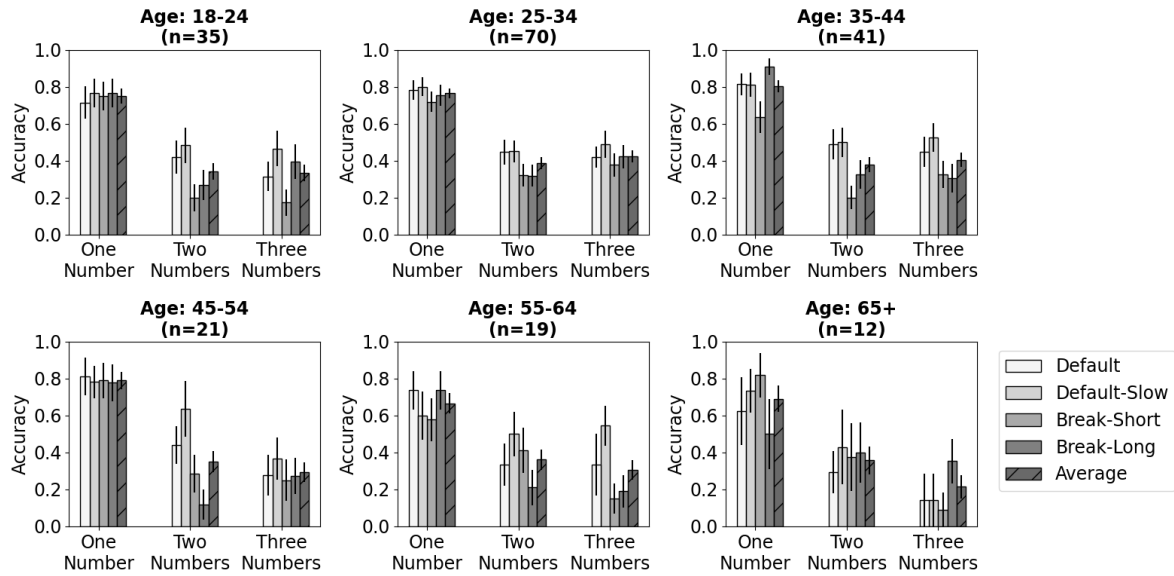 Age: 18-24
(n=35)
Accuracy
1.0
0.8
0.6
0.4
0.2
0.0
One
Number
Two
Numbers
Three
Numbers
Age: 25-34
(n=70)
Accuracy
1.0
0.8
0.6
0.4
0.2
0.0
One
Number
Two
Numbers
Three
Numbers
Age: 35-44
(n=41)
Accuracy
1.0
0.8
0.6
0.4
0.2
0.0
One
Number
Two
Numbers
Three
Numbers
Age: 45-54
(n=21)
Accuracy
1.0
0.8
0.6
0.4
0.2
0.0
One
Number
Two
Numbers
Three
Numbers
Age: 55-64
(n=19)
Accuracy
1.0
0.8
0.6
0.4
0.2
0.0
One
Number
Two
Numbers
Three
Numbers
Age: 65+
(n=12)
Accuracy
1.0
0.8
0.6
0.4
0.2
0.0
One
Number
Two
Numbers
Three
Numbers
Default
Default-Slow
Break-Short
Break-Long
Average